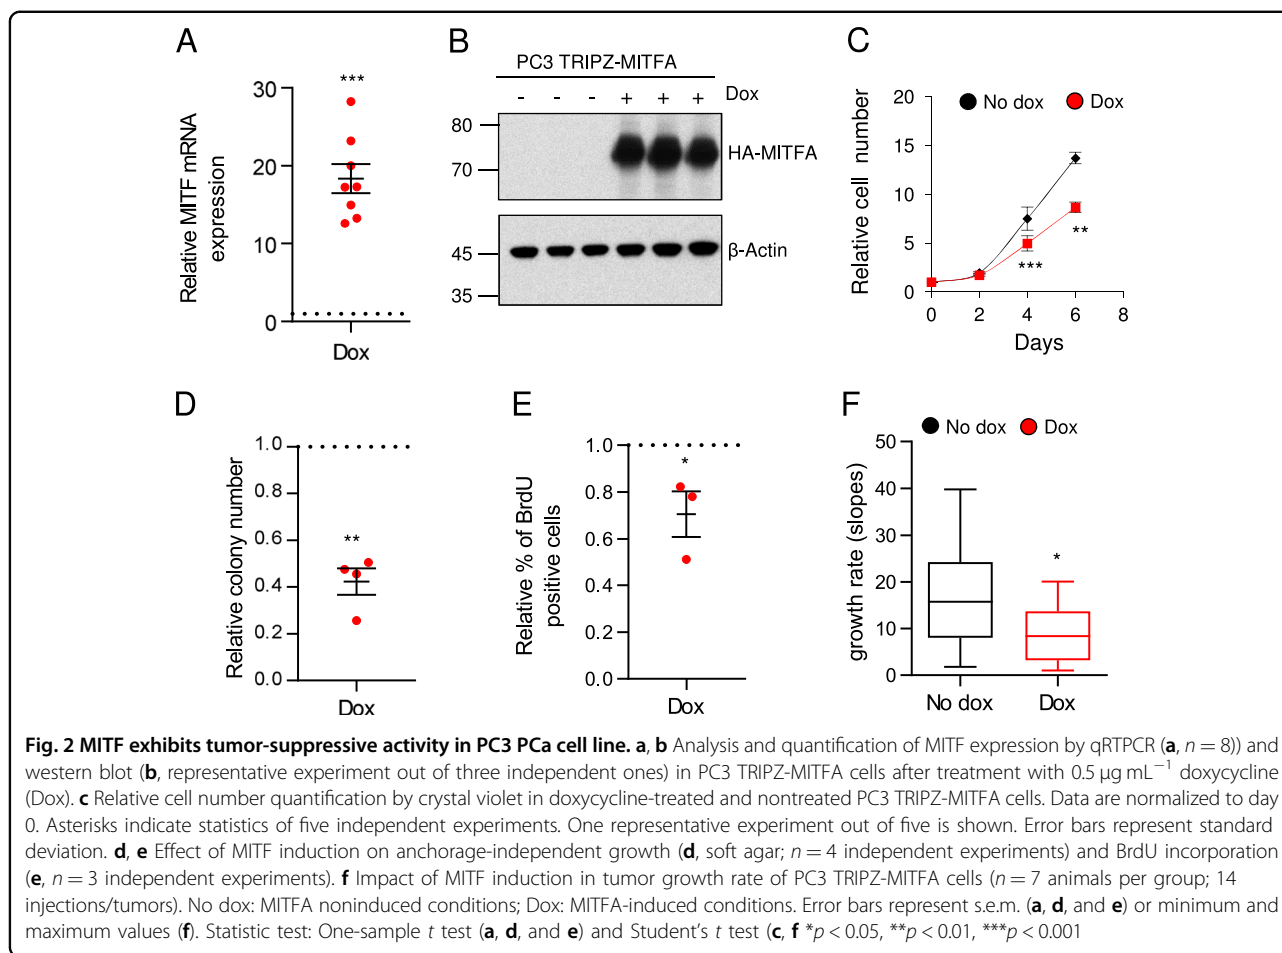 A
Relative MITF mRNA
expression
30
20
10
0
***
Dox
B
PC3 TRIPZ-MITFA
- - - + + + Dox
80
70
HA-MITFA
45
35
β-Actin
C
No dox Dox
Relative cell number
20
15
10
5
0
***
**
0 2 4 6 8
Days
D
Relative colony number
1.0
0.8
0.6
0.4
0.2
0.0
**
Dox
E
Relative % of BrdU
positive cells
1.0
0.8
0.6
0.4
0.2
0.0
*
Dox
F
No dox Dox
growth rate (slopes)
50
40
30
20
10
0
*
No dox Dox
Fig. 2 MITF exhibits tumor-suppressive activity in PC3 PCa cell line. a, b Analysis and quantification of MITF expression by qRTPCR (a, n = 8)) and
western blot (b, representative experiment out of three independent ones) in PC3 TRIPZ-MITFA cells after treatment with 0.5 µg mL⁻¹ doxycycline
(Dox). c Relative cell number quantification by crystal violet in doxycycline-treated and nontreated PC3 TRIPZ-MITFA cells. Data are normalized to day
0. Asterisks indicate statistics of five independent experiments. One representative experiment out of five is shown. Error bars represent standard
deviation. d, e Effect of MITF induction on anchorage-independent growth (d, soft agar; n = 4 independent experiments) and BrdU incorporation
(e, n = 3 independent experiments). f Impact of MITF induction in tumor growth rate of PC3 TRIPZ-MITFA cells (n = 7 animals per group; 14
injections/tumors). No dox: MITFA noninduced conditions; Dox: MITFA-induced conditions. Error bars represent s.e.m. (a, d, and e) or minimum and
maximum values (f). Statistic test: One-sample t test (a, d, and e) and Student's t test (c, f *p < 0.05, **p < 0.01, ***p < 0.001